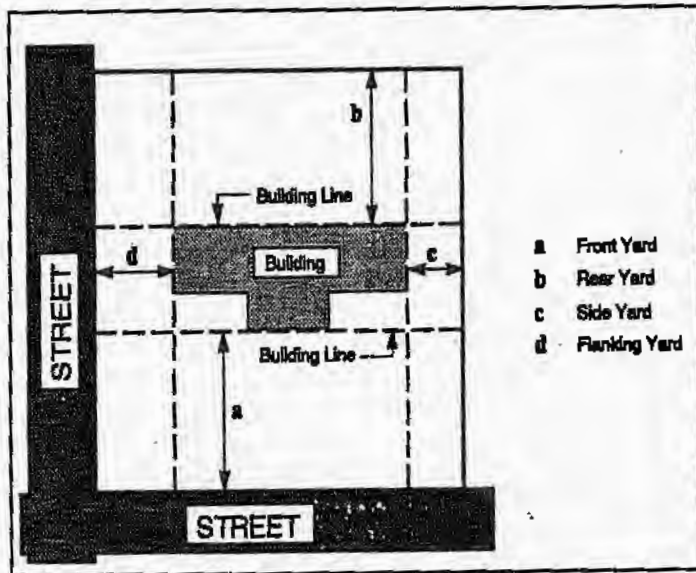 b
Building Line
d
Building
c
STREET
Building Line
a
STREET
a Front Yard
b Rear Yard
c Side Yard
d Flanking Yard